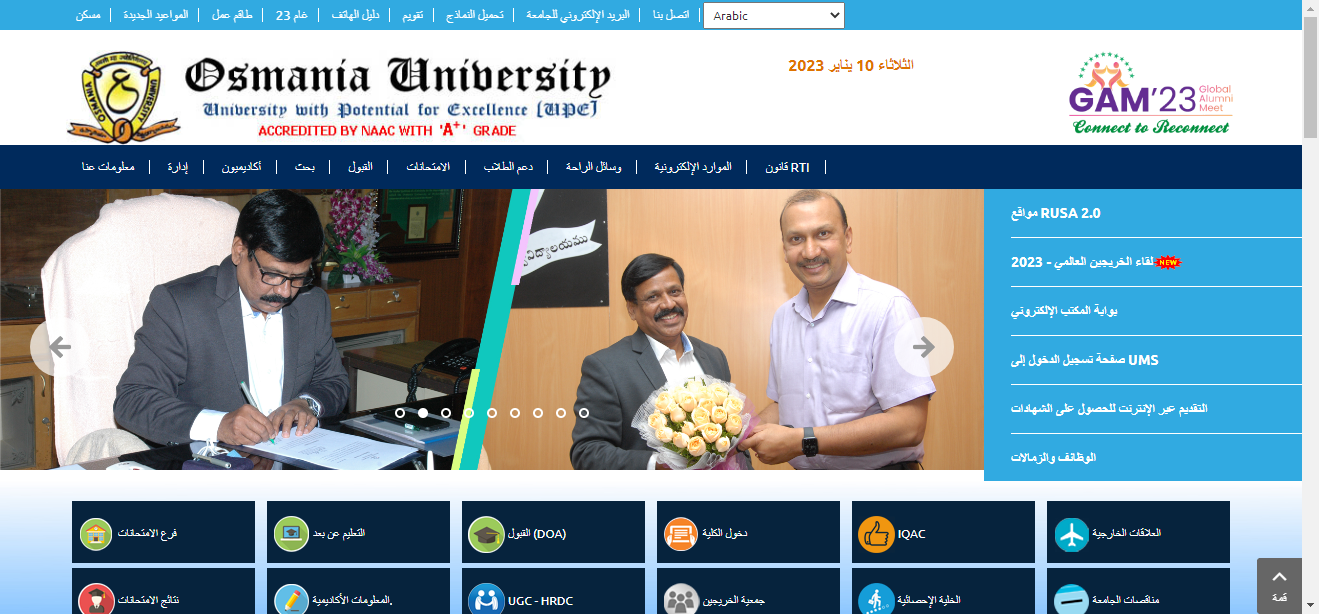 مسكن | المواعيد الجديدة | طاقم عمل | غام 23 | دليل الهاتف | تقويم | تحميل النماذج | البريد الإلكتروني للجامعة | اتصل بنا | Arabic
Osmania University
University with Potential for Excellence [UPE]
ACCREDITED BY NAAC WITH 'A+' GRADE
الثلاثاء 10 يناير 2023
GAM'23 Global Alumni Meet
Connect to Reconnect
معلومات عنا | إدارة | أكاديميون | بحث | القبول | الامتحانات | دعم الطلاب | وسائل الراحة | الموارد الإلكترونية | قانون RTI
مواقع RUSA 2.0
لقاء الخريجين العالمي - 2023 NEW
بوابة المكتب الإلكتروني
صفحة تسجيل الدخول إلى UMS
التقديم عبر الإنترنت للحصول على الشهادات
الوظائف والزمالات
فرع الامتحانات
التعليم عن بعد
القبول (DOA)
دخول الكلية
IQAC
العلاقات الخارجية
نتائج الامتحانات
المعلومات الأكاديمية
UGC - HRDC
جمعية الخريجين
الخلية الإحصائية
مناقصات الجامعة
قمة